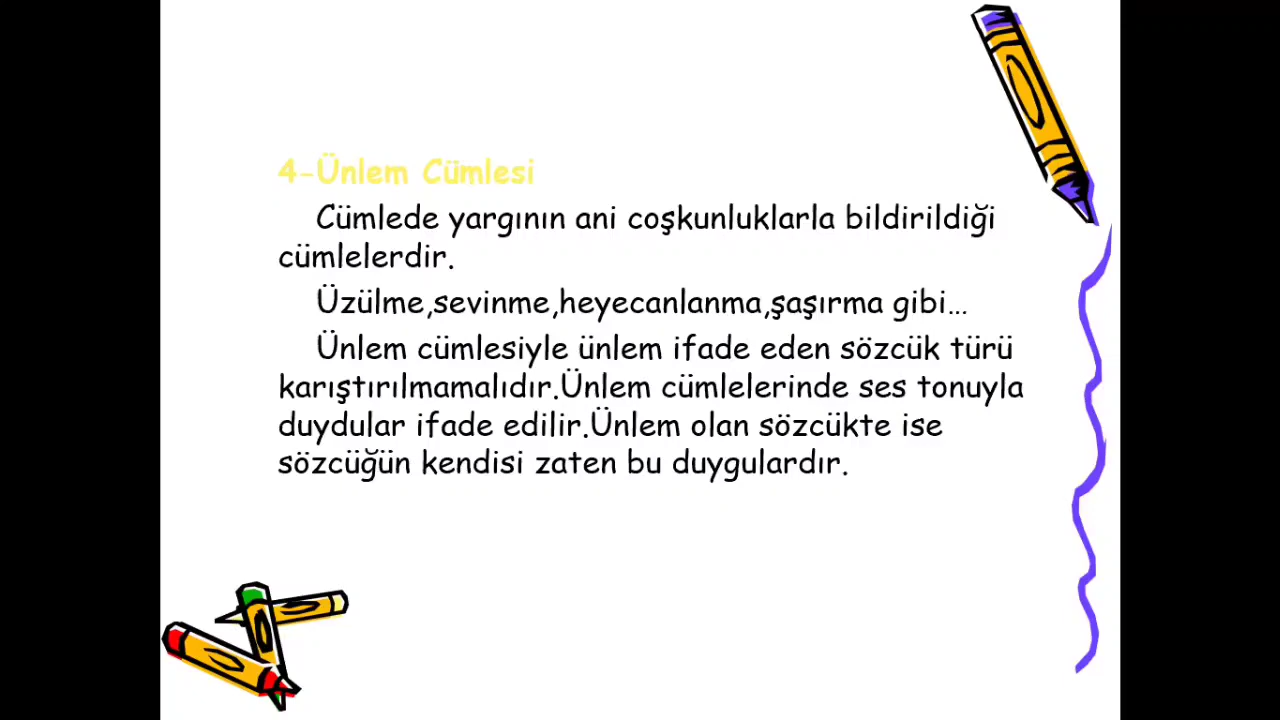 4-Ünlem Cümlesi
Cümlede yargının ani coşkunluklarla bildirildiği
cümlelerdir.
Üzülme,sevinme,heyecanlanma,şaşırma gibi…
Ünlem cümlesiyle ünlem ifade eden sözcük türü
karıştırılmamalıdır.Ünlem cümlelerinde ses tonuyla
duydular ifade edilir.Ünlem olan sözcükte ise
sözcüğün kendisi zaten bu duygulardır.